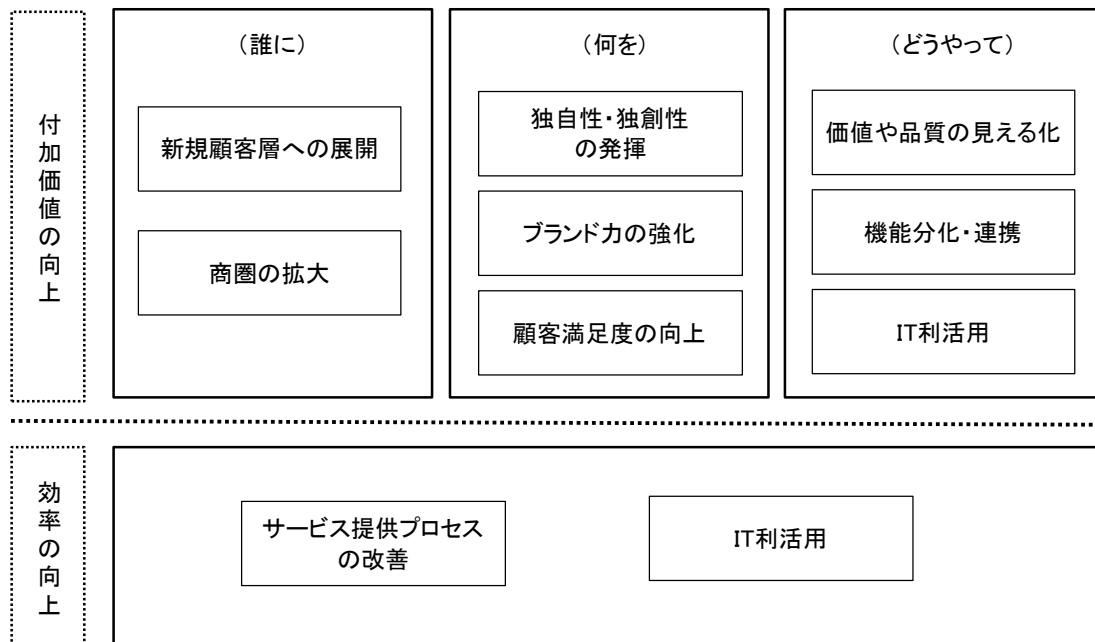 付加価値の向上
（誰に）
新規顧客層への展開
商圏の拡大
（何を）
独自性・独創性
の発揮
ブランド力の強化
顧客満足度の向上
（どうやって）
価値や品質の見える化
機能分化・連携
IT利活用
効率の向上
サービス提供プロセス
の改善
IT利活用